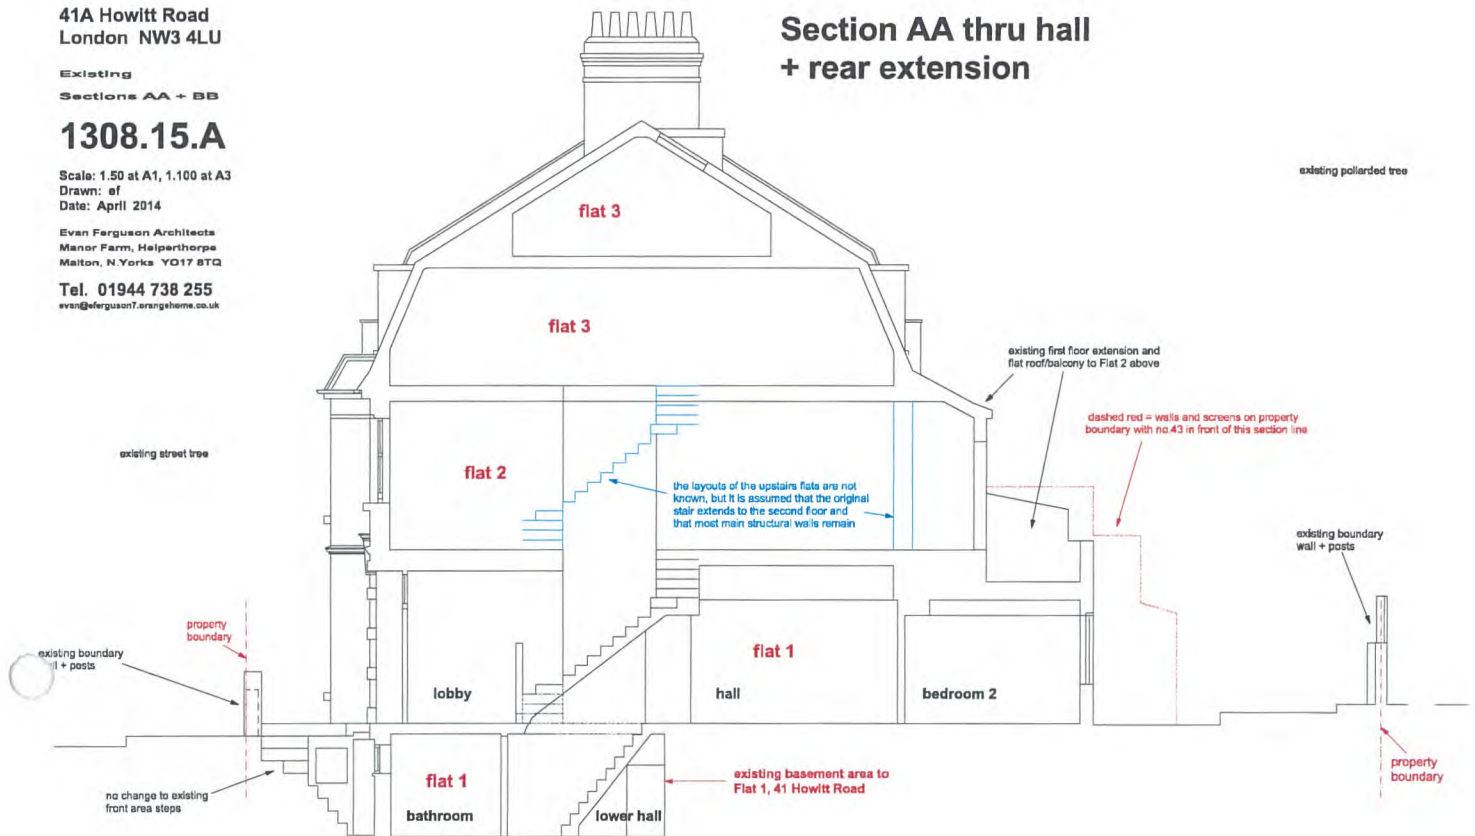 41A Howitt Road
London NW3 4LU
Existing
Sections AA + BB
1308.15.A
Scale: 1.50 at A1, 1.100 at A3
Drawn: ef
Date: April 2014
Evan Ferguson Architects
Manor Farm, Helperthorpe
Malton, N.Yorks YO17 8TQ
Tel. 01944 738 255
evan@eferguson7.orangehome.co.uk
Section AA thru hall
+ rear extension
existing pollarded tree
flat 3
flat 3
existing first floor extension and
flat roof/balcony to Flat 2 above
dashed red = walls and screens on property
boundary with no.43 in front of this section line
existing street tree
flat 2
the layouts of the upstairs flats are not
known, but it is assumed that the original
stair extends to the second floor and
that most main structural walls remain
existing boundary
wall + posts
property
boundary
existing boundary
ll + posts
flat 1
lobby
hall
bedroom 2
property
boundary
flat 1
existing basement area to
Flat 1, 41 Howitt Road
no change to existing
front area steps
bathroom
lower hall